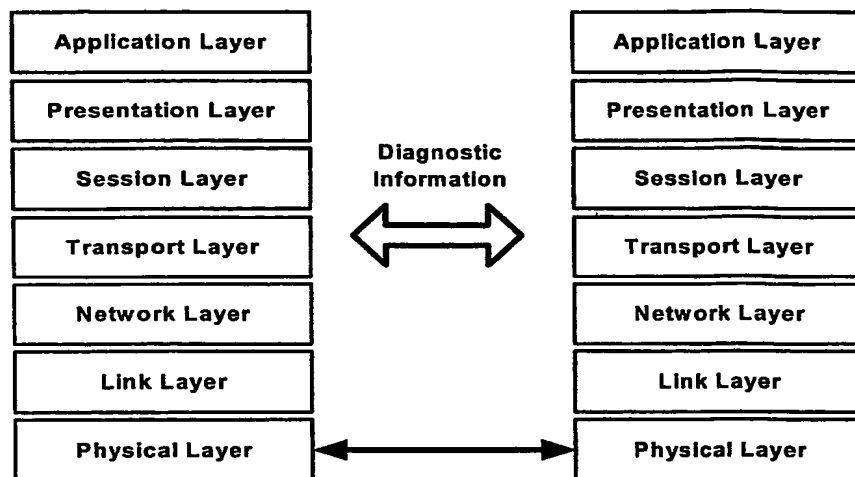 Application Layer
Presentation Layer
Session Layer
Transport Layer
Network Layer
Link Layer
Physical Layer
Diagnostic
Information
Application Layer
Presentation Layer
Session Layer
Transport Layer
Network Layer
Link Layer
Physical Layer